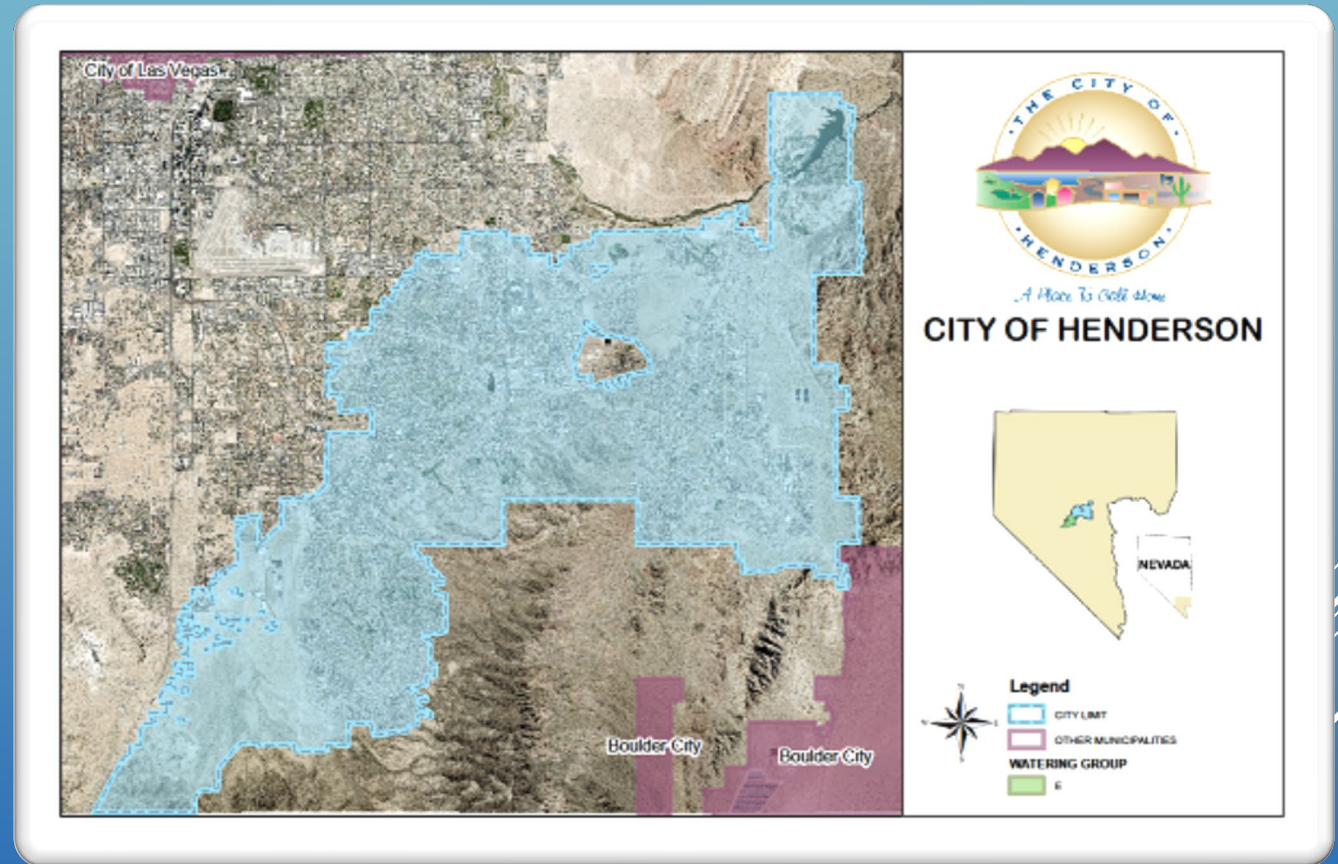 City of Las Vegas
Boulder City
Boulder City
THE CITY OF
HENDERSON
A Place To Call Home
CITY OF HENDERSON
NEVADA
Legend
CITY LIMIT
OTHER MUNICIPALITIES
WATERING GROUP
E